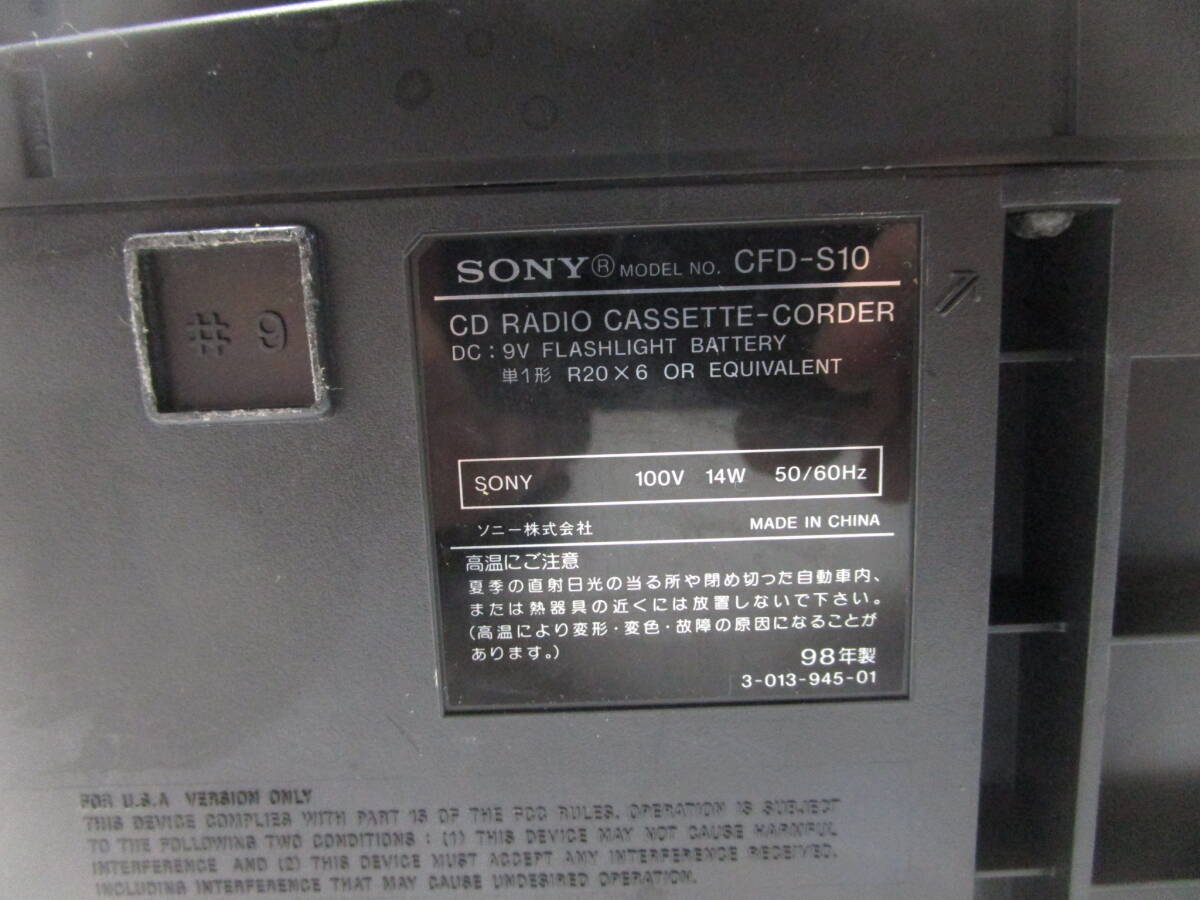 # 9
SONY® MODEL NO. CFD-S10
CD RADIO CASSETTE-CORDER
DC : 9V FLASHLIGHT BATTERY
単1形 R20×6 OR EQUIVALENT
SONY 100V 14W 50/60Hz
ソニー株式会社 MADE IN CHINA
高温にご注意
夏季の直射日光の当る所や閉め切った自動車内、
または熱器具の近くには放置しないで下さい。
(高温により変形・変色・故障の原因になることが
あります。)
98年製
3-013-945-01
FOR U.S.A VERSION ONLY
THIS DEVICE COMPLIES WITH PART 15 OF THE FCC RULES. OPERATION IS SUBJECT
TO THE FOLLOWING TWO CONDITIONS : (1) THIS DEVICE MAY NOT CAUSE HARMFUL
INTERFERENCE AND (2) THIS DEVICE MUST ACCEPT ANY INTERFERENCE RECEIVED.
INCLUDING INTERFERENCE THAT MAY CAUSE UNDESIRED OPERATION.